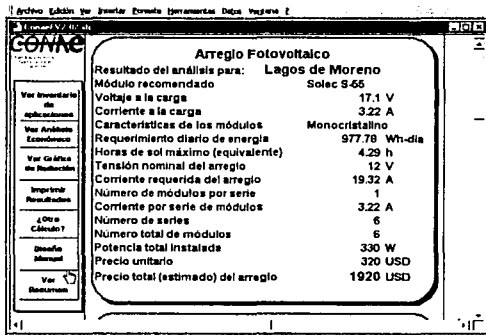 Archivo Edición Ver Insertar Formato Herramientas Datos Ventana ?
CONAE
Arreglo Fotovoltaico
Resultado del análisis para: Lagos de Moreno
Módulo recomendado Solec S-55
Voltaje a la carga 17.1 V
Corriente a la carga 3.22 A
Características de los módulos Monocristalino
Requerimiento diario de energía 977.78 Wh-día
Horas de sol máximo (equivalente) 4.29 h
Tensión nominal del arreglo 12 V
Corriente requerida del arreglo 19.32 A
Número de módulos por serie 1
Corriente por serie de módulos 3.22 A
Número de series 6
Número total de módulos 6
Potencia total instalada 330 W
Precio unitario 320 USD
Precio total (estimado) del arreglo 1920 USD
Ver Inventario
de
aplicaciones
Ver Análisis
Económico
Ver Gráfica
de Radiación
Imprimir
Resultados
¿Otro
Cálculo?
Diseño
Manual
Ver
Resumen